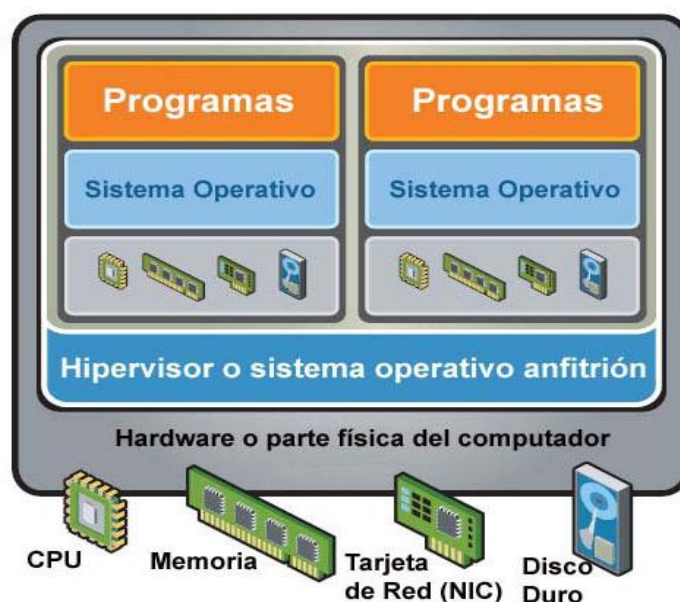 Programas
Programas
Sistema Operativo
Sistema Operativo
Hipervisor o sistema operativo anfitrión
Hardware o parte física del computador
CPU
Memoria
Tarjeta
de Red (NIC)
Disco
Duro